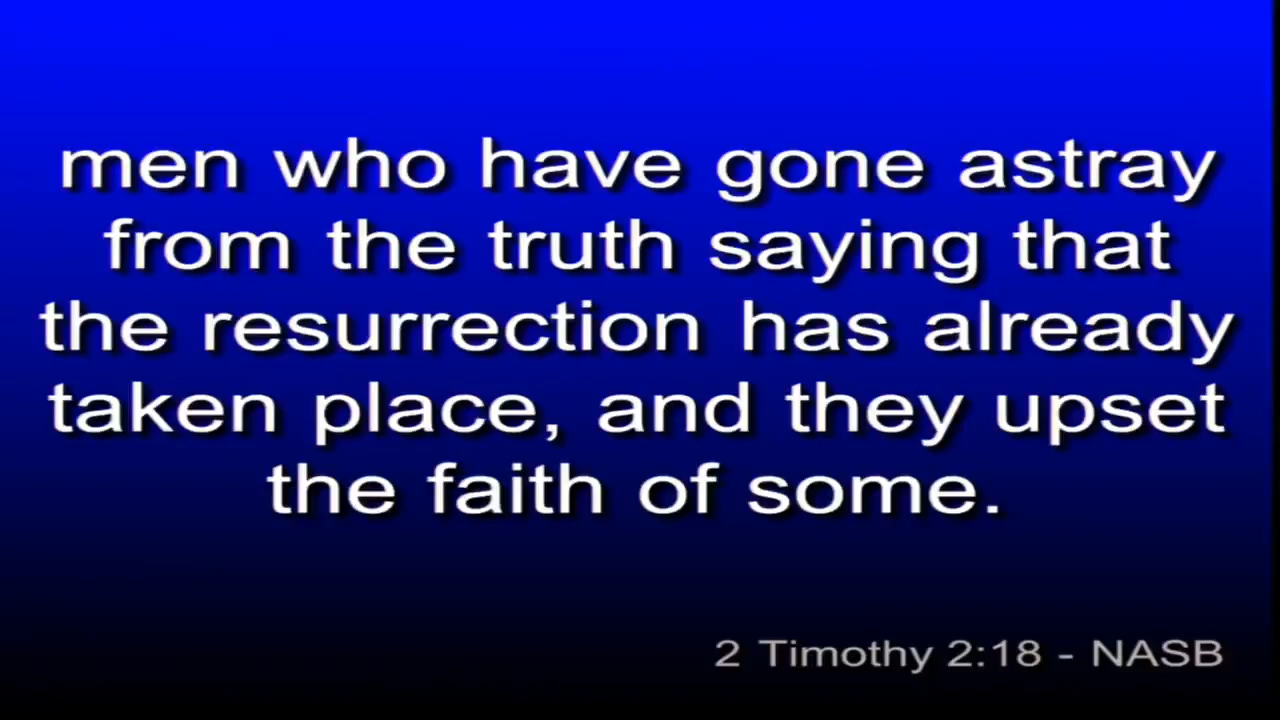 men who have gone astray
from the truth saying that
the resurrection has already
taken place, and they upset
the faith of some.
2 Timothy 2:18 - NASB